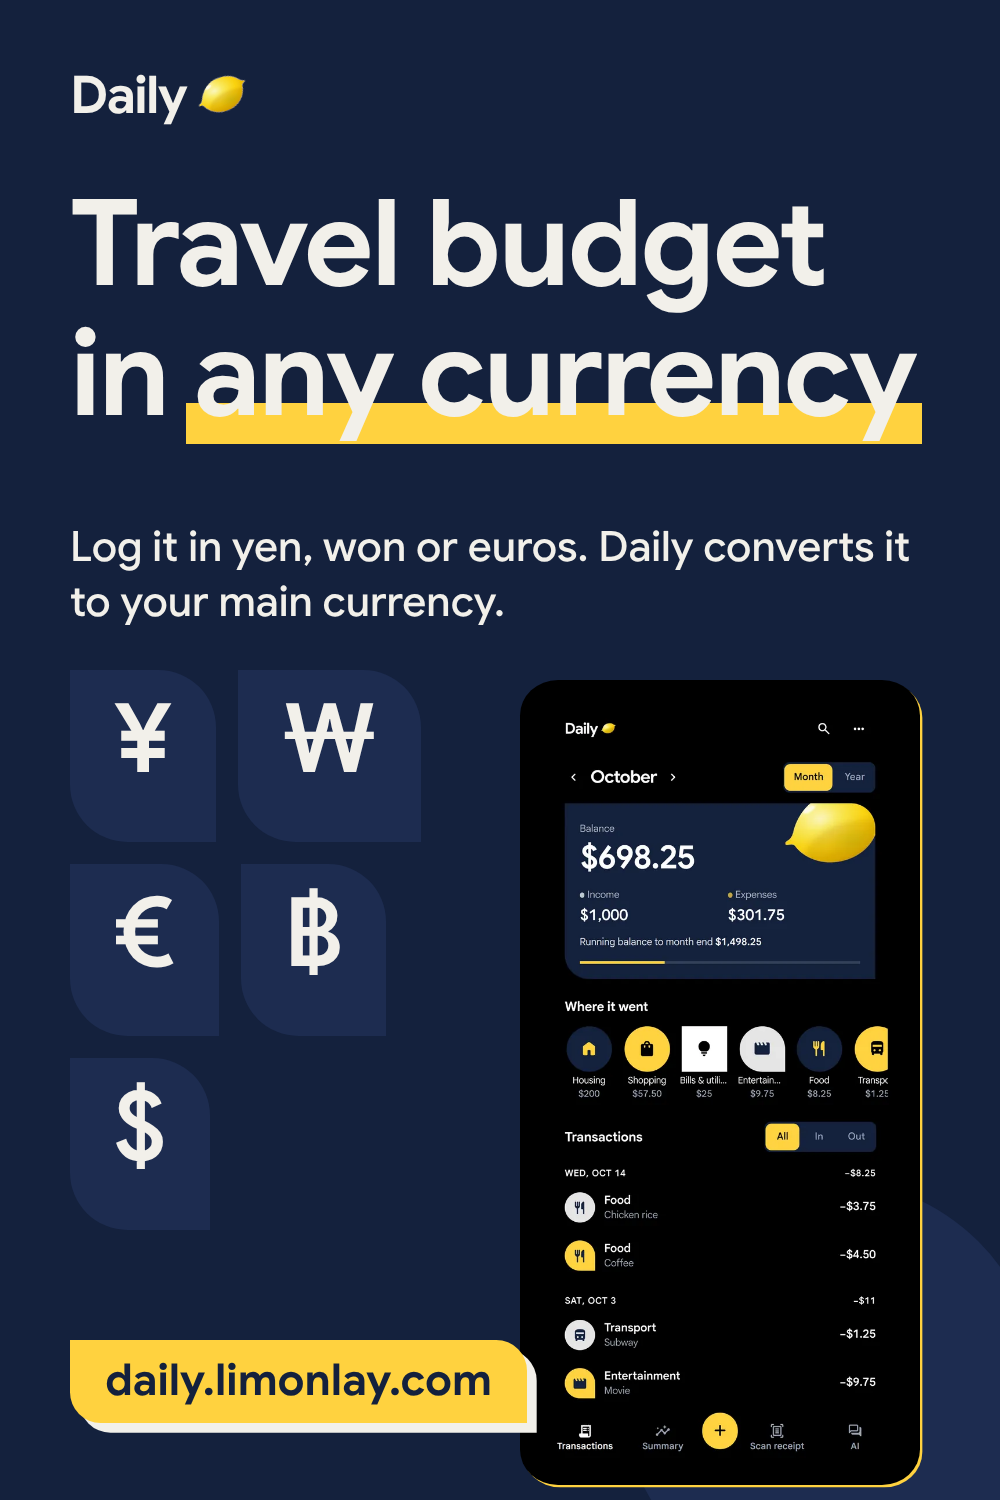 Daily
Travel budget
in any currency
Log it in yen, won or euros. Daily converts it
to your main currency.
¥ ₩
€ ฿
$
daily.limonlay.com
Daily
October
Month Year
Balance
$698.25
Income Expenses
$1,000 $301.75
Running balance to month end $1,498.25
Where it went
Housing Shopping Bills & utili... Entertain... Food Transpo
$200 $57.50 $25 $9.75 $8.25 $1.25
Transactions All In Out
WED, OCT 14 –$8.25
Food –$3.75
Chicken rice
Food –$4.50
Coffee
SAT, OCT 3 –$11
Transport –$1.25
Subway
Entertainment –$9.75
Movie
Transactions Summary + Scan receipt AI